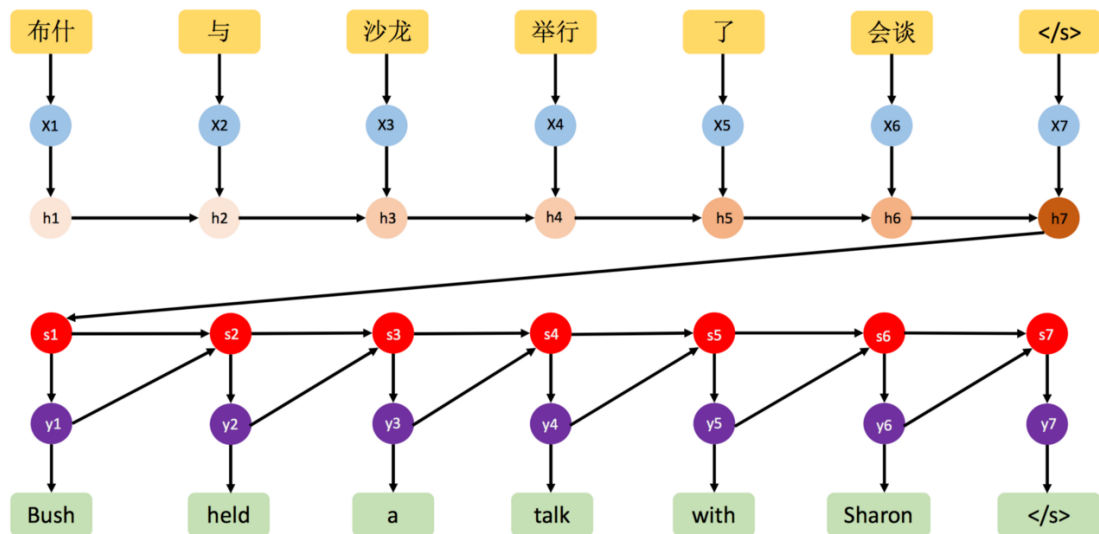 布什 与 沙龙 举行 了 会谈 </s>
X1 X2 X3 X4 X5 X6 X7
h1 h2 h3 h4 h5 h6 h7
s1 s2 s3 s4 s5 s6 s7
y1 y2 y3 y4 y5 y6 y7
Bush held a talk with Sharon </s>